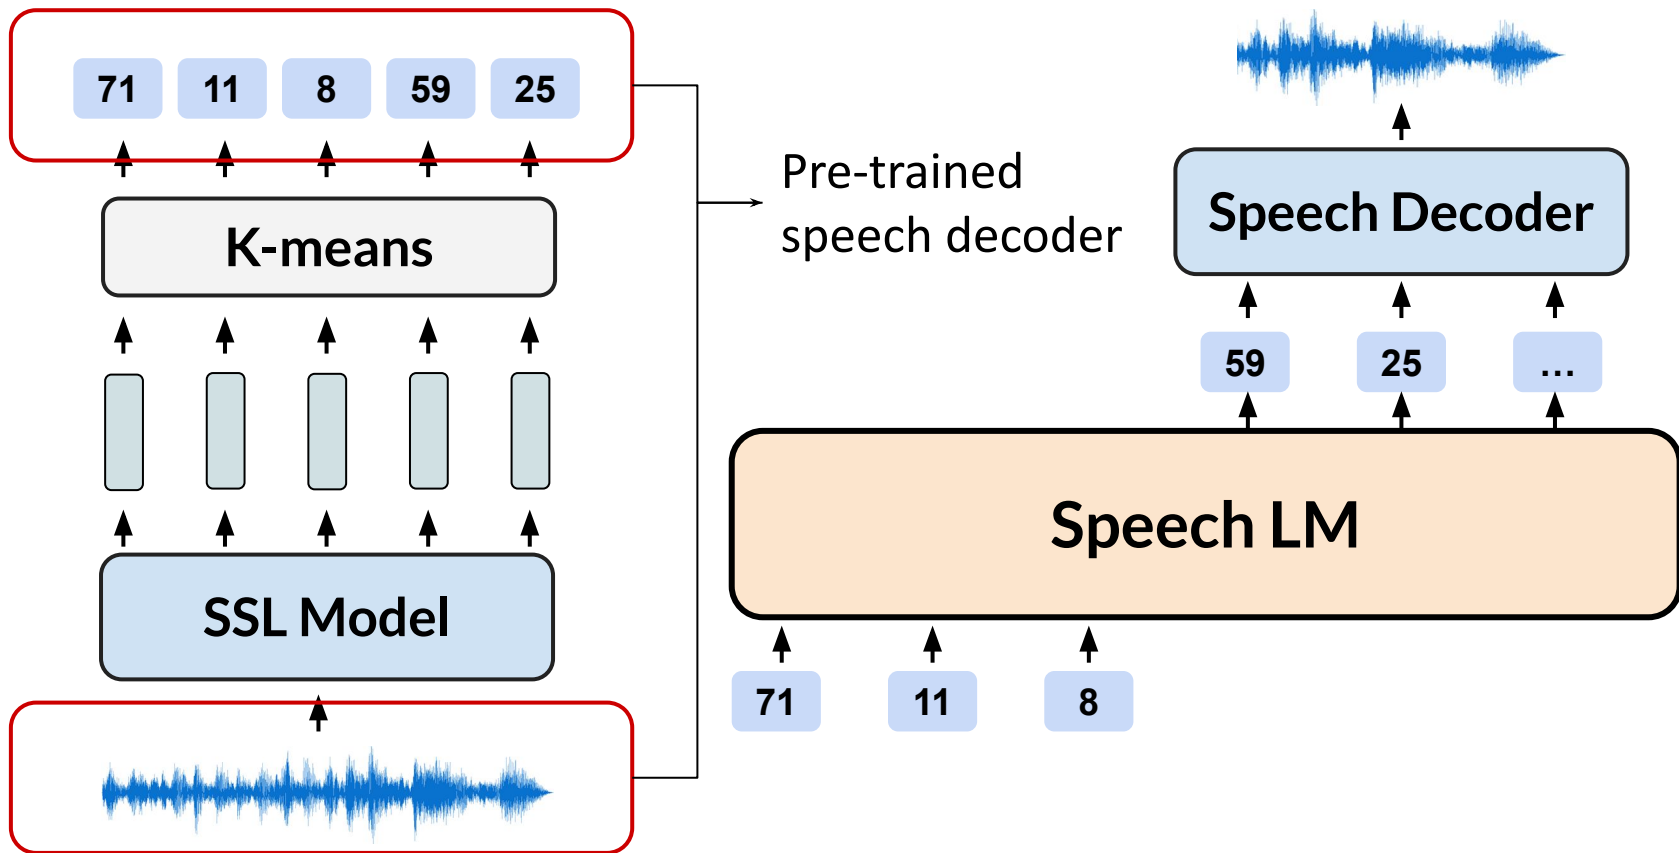 71 11 8 59 25
K-means
SSL Model
Pre-trained
speech decoder
Speech Decoder
59 25 ...
Speech LM
71 11 8